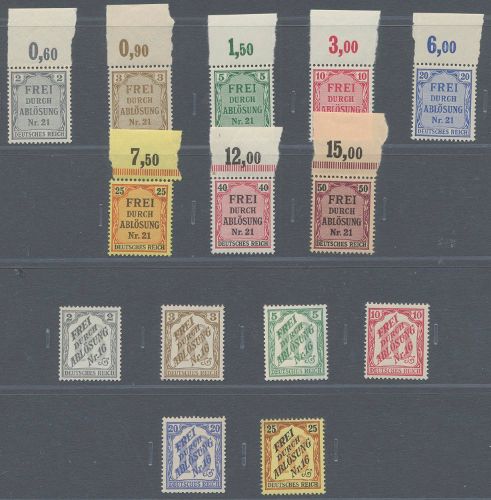 0,60
2 2
FREI
DURCH
ABLÖSUNG
Nr. 21
DEUTSCHES REICH
0,90
3 3
FREI
DURCH
ABLÖSUNG
Nr. 21
DEUTSCHES REICH
1,50
5 5
FREI
DURCH
ABLÖSUNG
Nr. 21
DEUTSCHES REICH
3,00
10 10
FREI
DURCH
ABLÖSUNG
Nr. 21
DEUTSCHES REICH
6,00
20 20
FREI
DURCH
ABLÖSUNG
Nr. 21
DEUTSCHES REICH
7,50
25 25
FREI
DURCH
ABLÖSUNG
Nr. 21
DEUTSCHES REICH
12,00
40 40
FREI
DURCH
ABLÖSUNG
Nr. 21
DEUTSCHES REICH
15,00
50 50
FREI
DURCH
ABLÖSUNG
Nr. 21
DEUTSCHES REICH
2 2
FREI
DURCH
ABLÖSUNG
Nr. 16
DEUTSCHES REICH
3 3
FREI
DURCH
ABLÖSUNG
Nr. 16
DEUTSCHES REICH
5 5
FREI
DURCH
ABLÖSUNG
Nr. 16
DEUTSCHES REICH
10 10
FREI
DURCH
ABLÖSUNG
Nr. 16
DEUTSCHES REICH
20 20
FREI
DURCH
ABLÖSUNG
Nr. 16
DEUTSCHES REICH
25 25
FREI
DURCH
ABLÖSUNG
Nr. 16
DEUTSCHES REICH